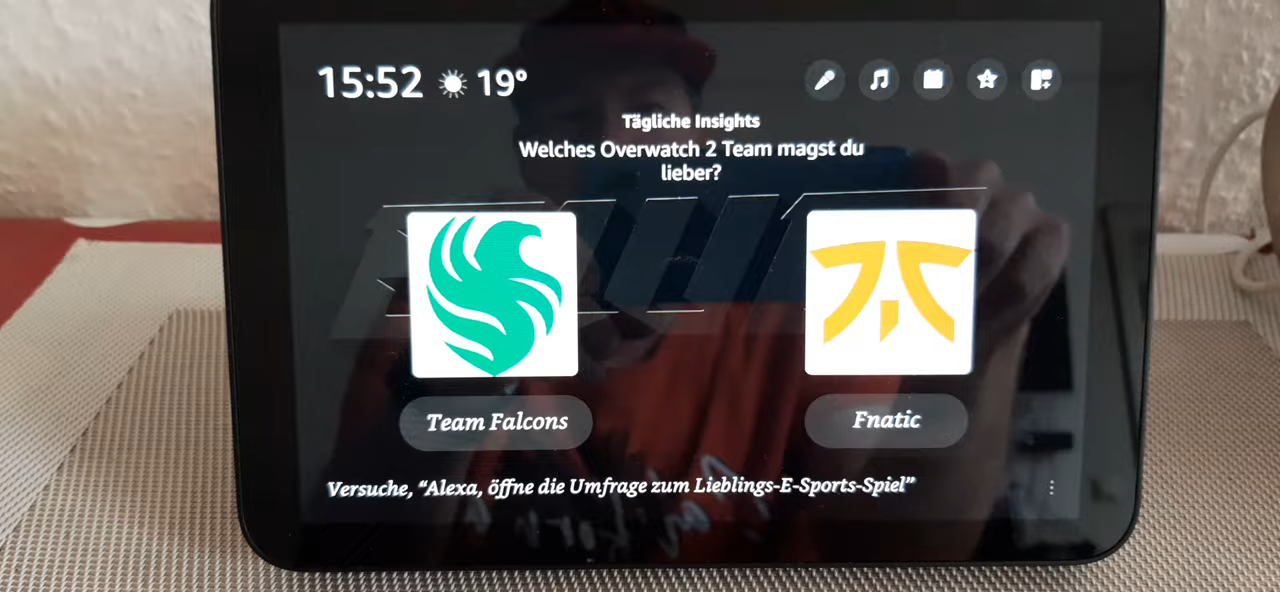 15:52 19°
Tägliche Insights
Welches Overwatch 2 Team magst du
lieber?
Team Falcons
Fnatic
Versuche, “Alexa, öffne die Umfrage zum Lieblings-E-Sports-Spiel”